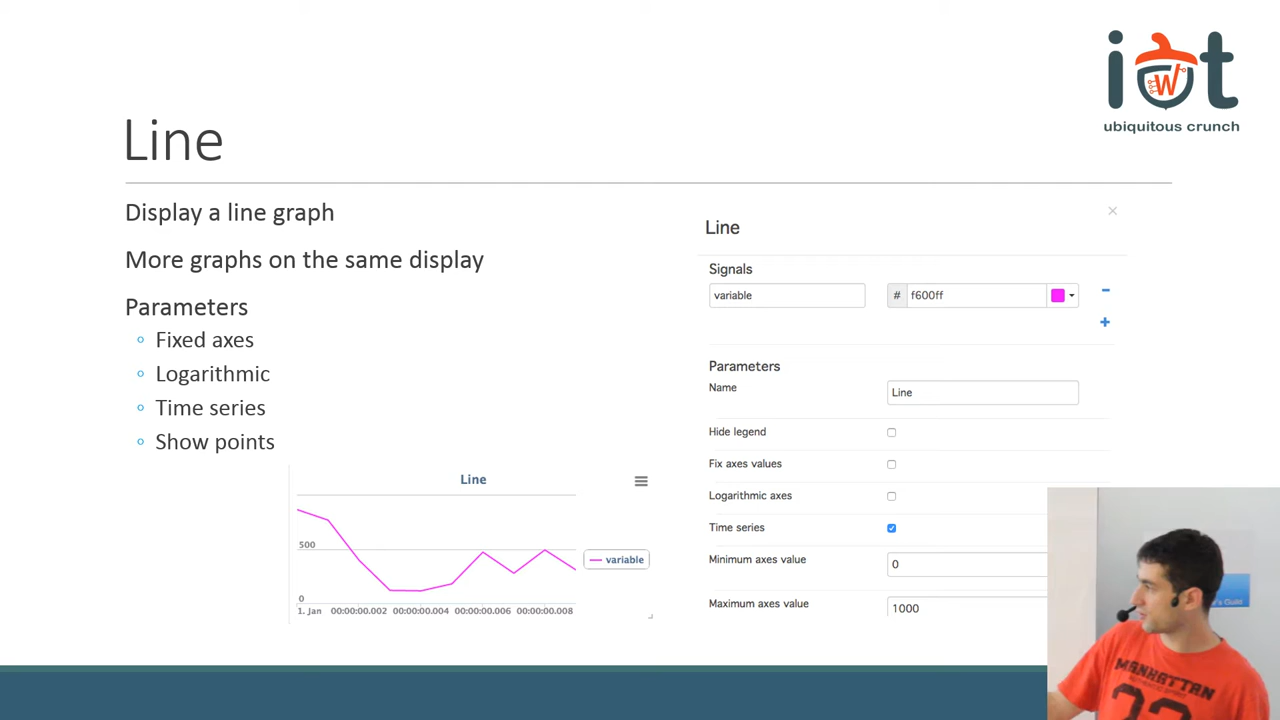 iot
W
ubiquitous crunch
Line
Display a line graph
More graphs on the same display
Parameters
Fixed axes
Logarithmic
Time series
Show points
Line
500
0
1. Jan 00:00:00.002 00:00:00.004 00:00:00.006 00:00:00.008
variable
×
Line
Signals
variable # f600ff
Parameters
Name Line
Hide legend
Fix axes values
Logarithmic axes
Time series
Minimum axes value 0
Maximum axes value 1000
's Guild
MANHATTAN